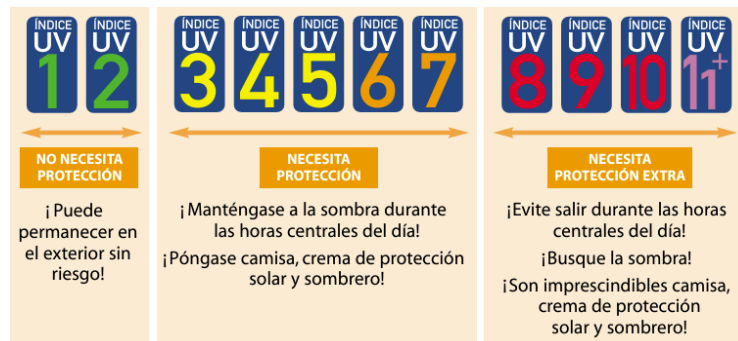 ÍNDICE
UV
1
ÍNDICE
UV
2
NO NECESITA
PROTECCIÓN
¡Puede
permanecer en
el exterior sin
riesgo!
ÍNDICE
UV
3
ÍNDICE
UV
4
ÍNDICE
UV
5
ÍNDICE
UV
6
ÍNDICE
UV
7
NECESITA
PROTECCIÓN
¡Manténgase a la sombra durante
las horas centrales del día!
¡Póngase camisa, crema de protección
solar y sombrero!
ÍNDICE
UV
8
ÍNDICE
UV
9
ÍNDICE
UV
10
ÍNDICE
UV
11+
NECESITA
PROTECCIÓN EXTRA
¡Evite salir durante las horas
centrales del día!
¡Busque la sombra!
¡Son imprescindibles camisa,
crema de protección
solar y sombrero!